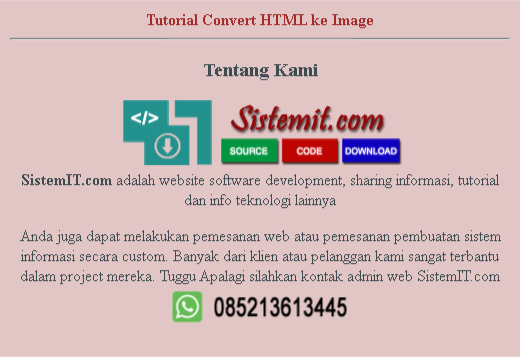 Tutorial Convert HTML ke Image
Tentang Kami
</>
Sistemit.com
SOURCE CODE DOWNLOAD
SistemIT.com adalah website software development, sharing informasi, tutorial
dan info teknologi lainnya
Anda juga dapat melakukan pemesanan web atau pemesanan pembuatan sistem
informasi secara custom. Banyak dari klien atau pelanggan kami sangat terbantu
dalam project mereka. Tuggu Apalagi silahkan kontak admin web SistemIT.com
085213613445